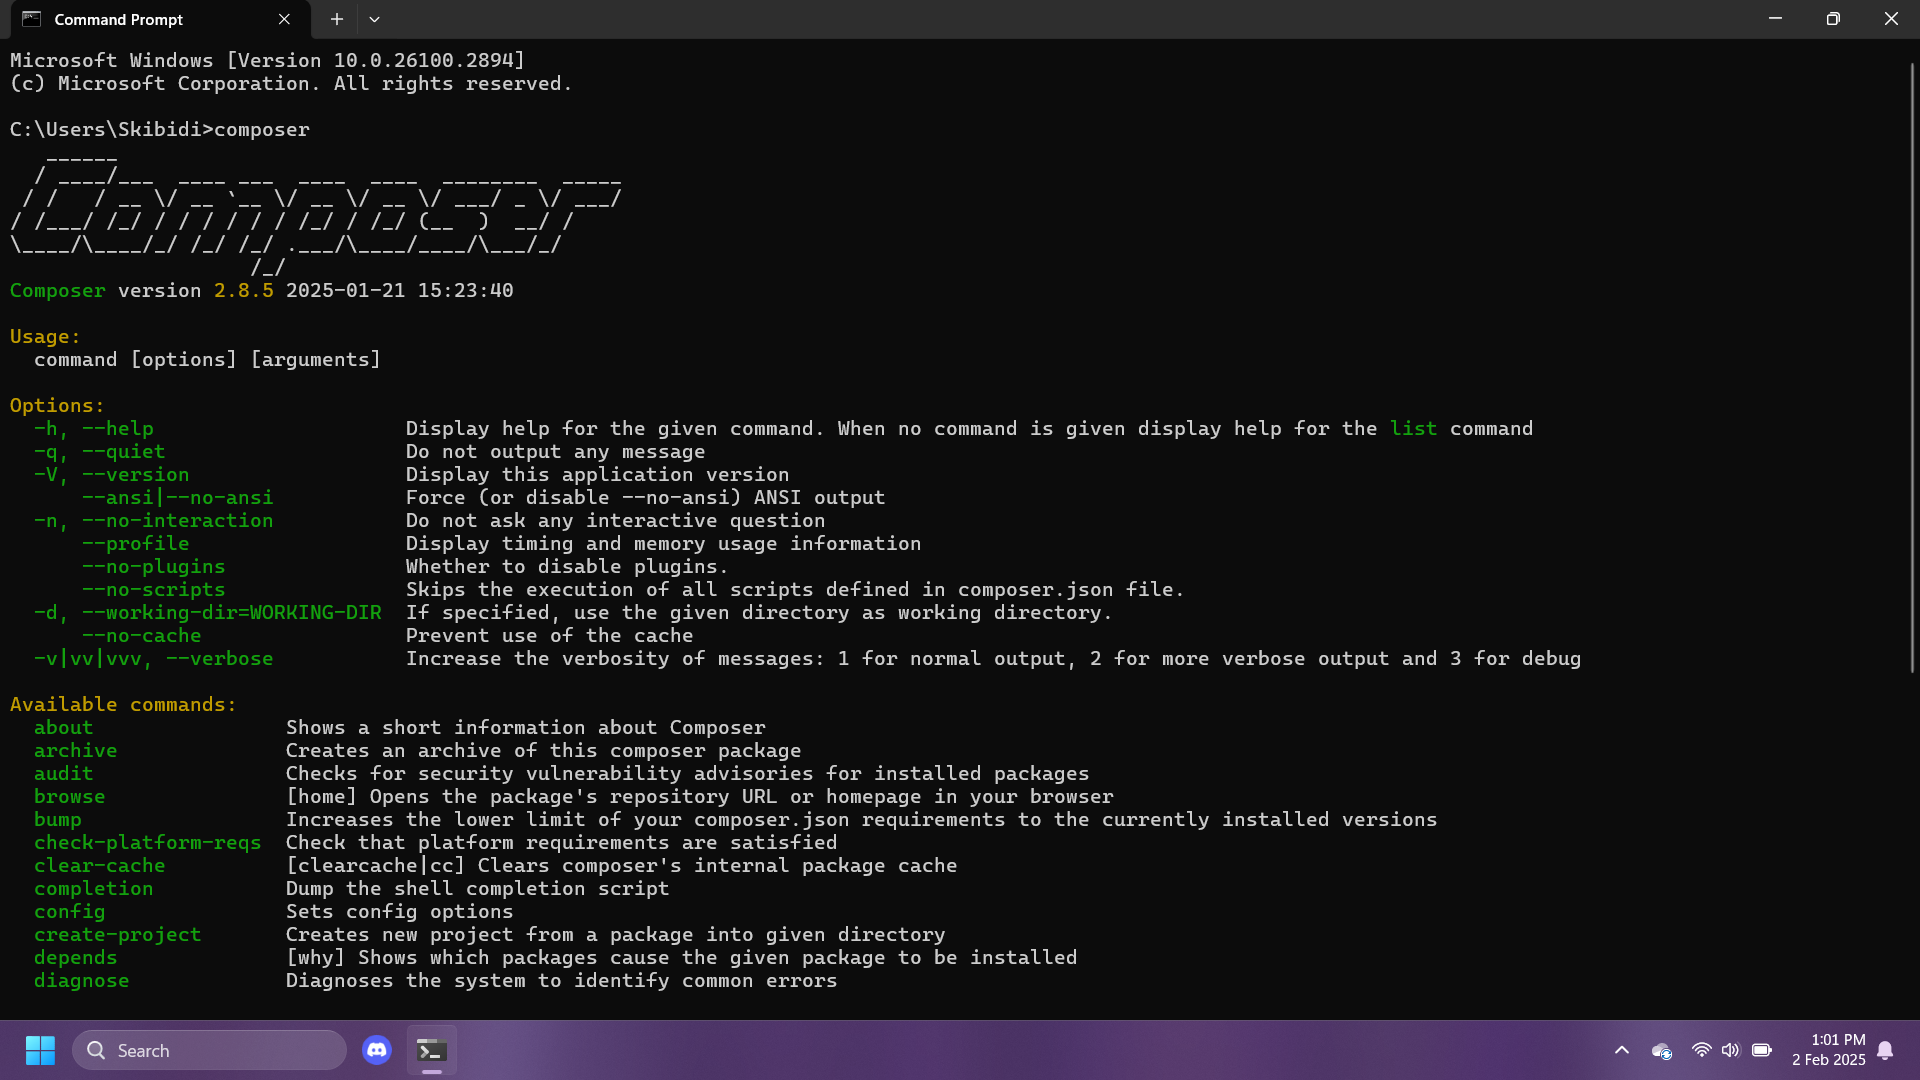 Command Prompt
Microsoft Windows [Version 10.0.26100.2894]
(c) Microsoft Corporation. All rights reserved.
C:\Users\Skibidi>composer
   ______
  / ____/___  ____ ___  ____  ____  ________  _____
 / /   / __ \/ __ `__ \/ __ \/ __ \/ ___/ _ \/ ___/
/ /___/ /_/ / / / / / / /_/ / /_/ (__  )  __/ /
\____/\____/_/ /_/ /_/ .___/\____/____/\___/_/
                    /_/
Composer version 2.8.5 2025-01-21 15:23:40
Usage:
  command [options] [arguments]
Options:
  -h, --help                     Display help for the given command. When no command is given display help for the list command
  -q, --quiet                    Do not output any message
  -V, --version                  Display this application version
      --ansi|--no-ansi           Force (or disable --no-ansi) ANSI output
  -n, --no-interaction           Do not ask any interactive question
      --profile                  Display timing and memory usage information
      --no-plugins               Whether to disable plugins.
      --no-scripts               Skips the execution of all scripts defined in composer.json file.
  -d, --working-dir=WORKING-DIR  If specified, use the given directory as working directory.
      --no-cache                 Prevent use of the cache
  -v|vv|vvv, --verbose           Increase the verbosity of messages: 1 for normal output, 2 for more verbose output and 3 for debug
Available commands:
  about                Shows a short information about Composer
  archive              Creates an archive of this composer package
  audit                Checks for security vulnerability advisories for installed packages
  browse               [home] Opens the package's repository URL or homepage in your browser
  bump                 Increases the lower limit of your composer.json requirements to the currently installed versions
  check-platform-reqs  Check that platform requirements are satisfied
  clear-cache          [clearcache|cc] Clears composer's internal package cache
  completion           Dump the shell completion script
  config               Sets config options
  create-project       Creates new project from a package into given directory
  depends              [why] Shows which packages cause the given package to be installed
  diagnose             Diagnoses the system to identify common errors
Search
1:01 PM
2 Feb 2025